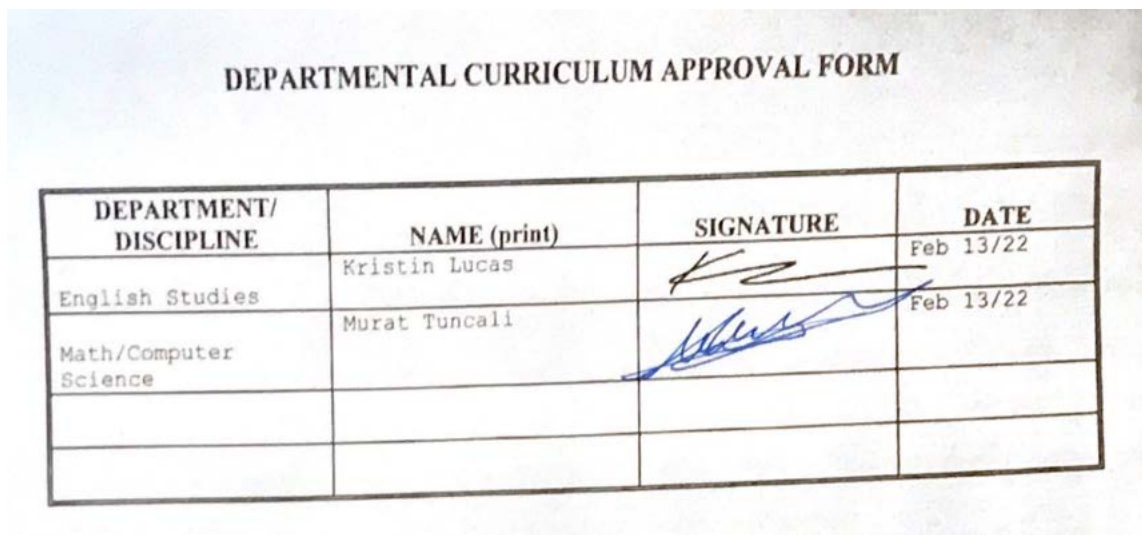 DEPARTMENTAL CURRICULUM APPROVAL FORM
DEPARTMENT/
DISCIPLINE
NAME (print)
SIGNATURE
DATE
English Studies
Kristin Lucas
Feb 13/22
Math/Computer
Science
Murat Tuncali
Feb 13/22